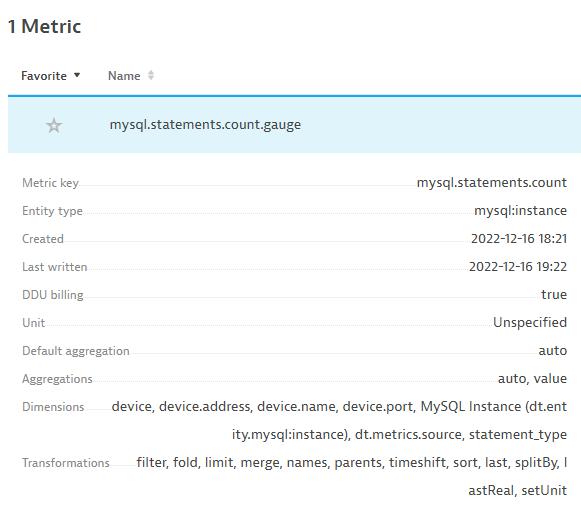 1 Metric
Favorite Name
mysql.statements.count.gauge
Metric key mysql.statements.count
Entity type mysql:instance
Created 2022-12-16 18:21
Last written 2022-12-16 19:22
DDU billing true
Unit Unspecified
Default aggregation auto
Aggregations auto, value
Dimensions device, device.address, device.name, device.port, MySQL Instance (dt.ent
ity.mysql:instance), dt.metrics.source, statement_type
Transformations filter, fold, limit, merge, names, parents, timeshift, sort, last, splitBy, l
astReal, setUnit